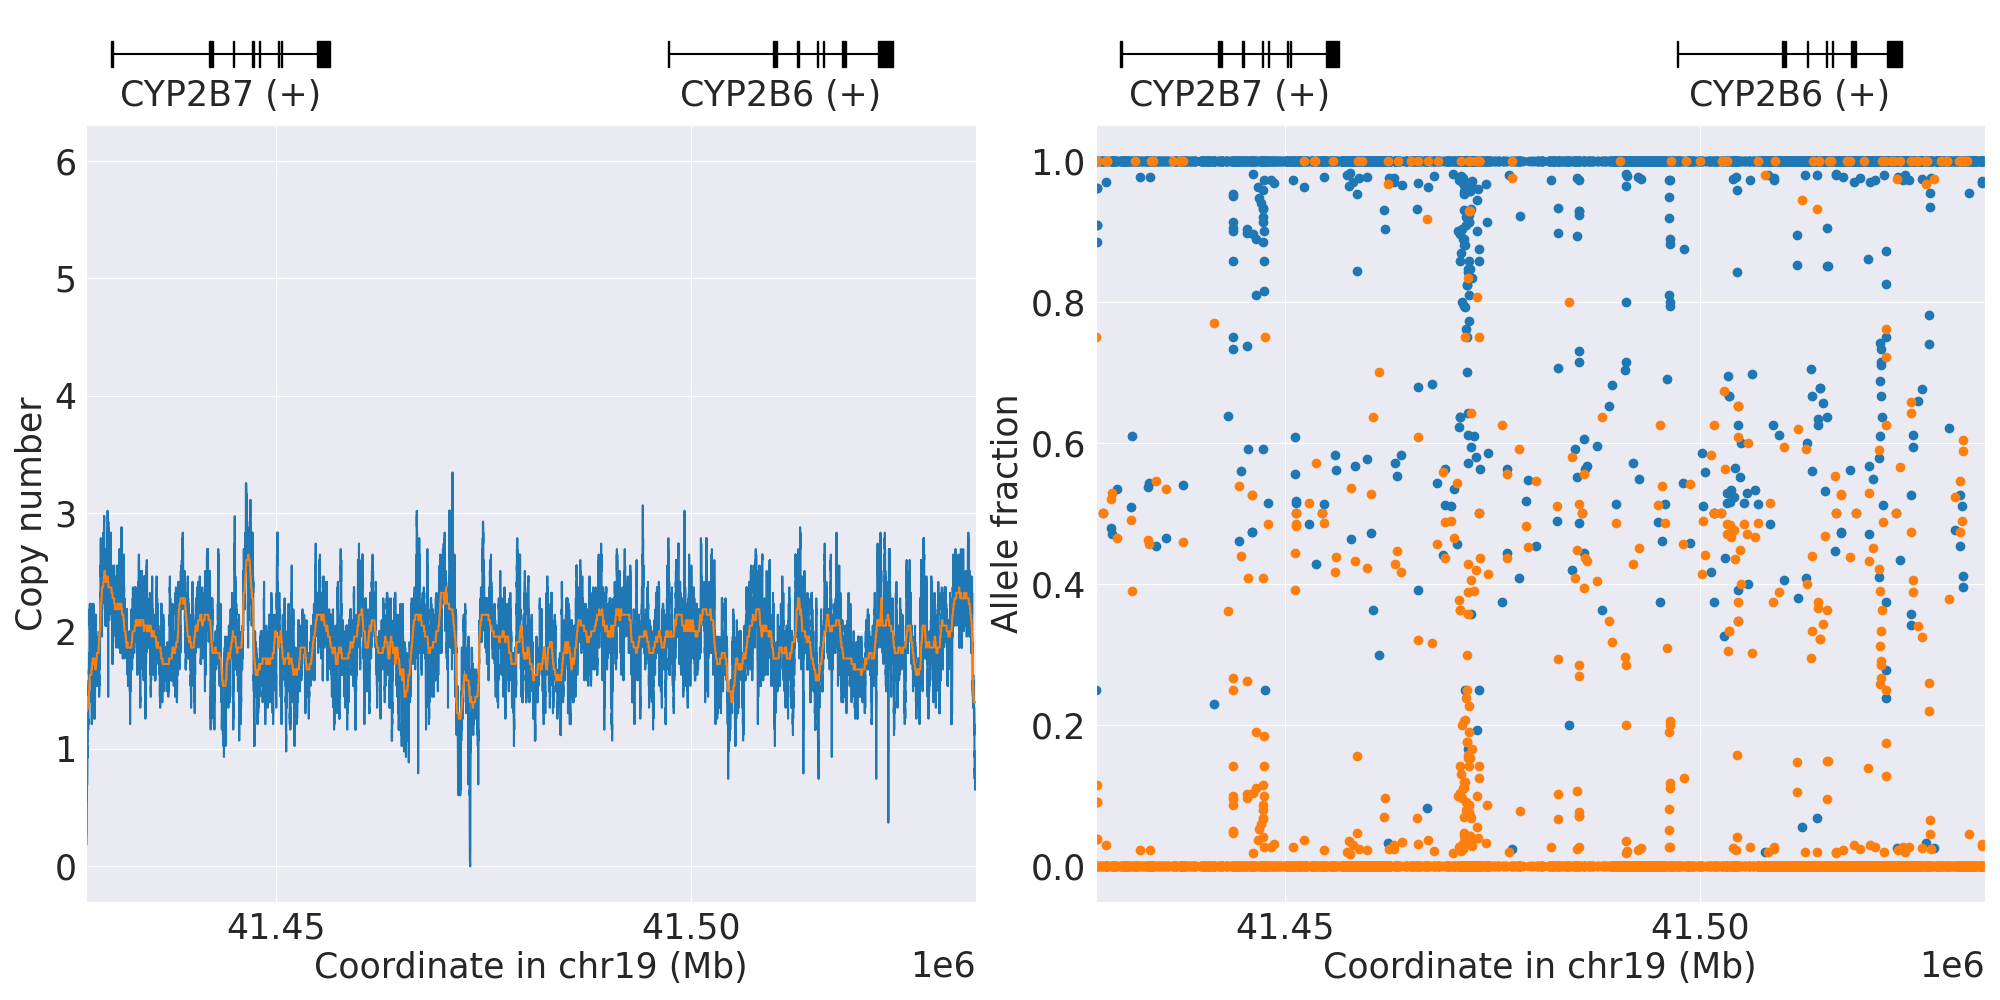 CYP2B7 (+)
CYP2B6 (+)
6
5
4
3
2
1
0
Copy number
41.45
41.50
Coordinate in chr19 (Mb)
1e6
CYP2B7 (+)
CYP2B6 (+)
1.0
0.8
0.6
0.4
0.2
0.0
Allele fraction
41.45
41.50
Coordinate in chr19 (Mb)
1e6